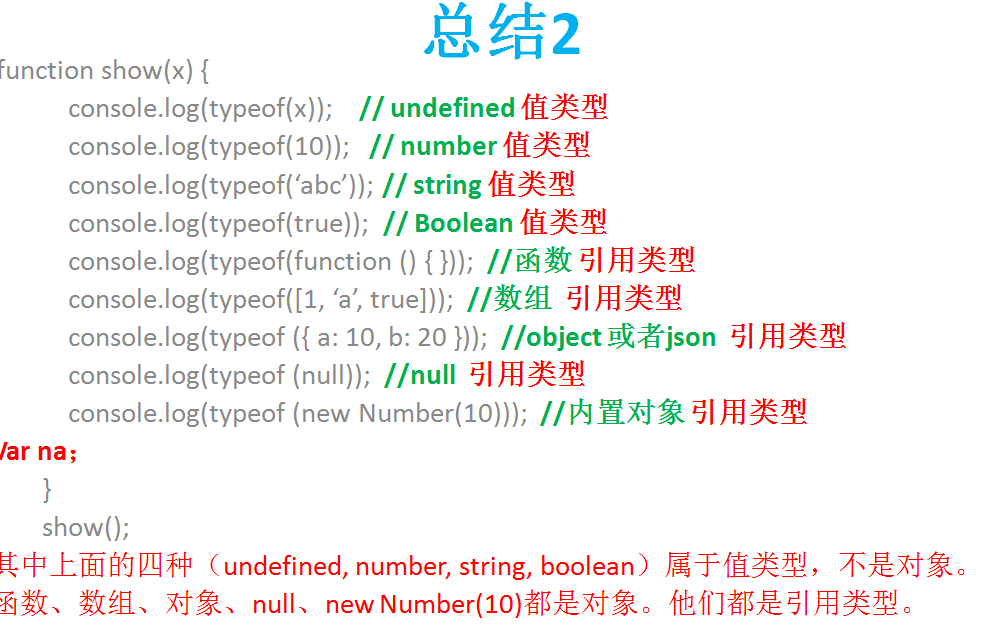 总结2
function show(x) {
console.log(typeof(x)); // undefined 值类型
console.log(typeof(10)); // number 值类型
console.log(typeof(‘abc’)); // string 值类型
console.log(typeof(true)); // Boolean 值类型
console.log(typeof(function () { })); //函数 引用类型
console.log(typeof([1, ‘a’, true])); //数组 引用类型
console.log(typeof ({ a: 10, b: 20 })); //object 或者json 引用类型
console.log(typeof (null)); //null 引用类型
console.log(typeof (new Number(10))); //内置对象 引用类型
Var na；
}
show();
其中上面的四种（undefined, number, string, boolean）属于值类型，不是对象。
函数、数组、对象、null、new Number(10)都是对象。他们都是引用类型。